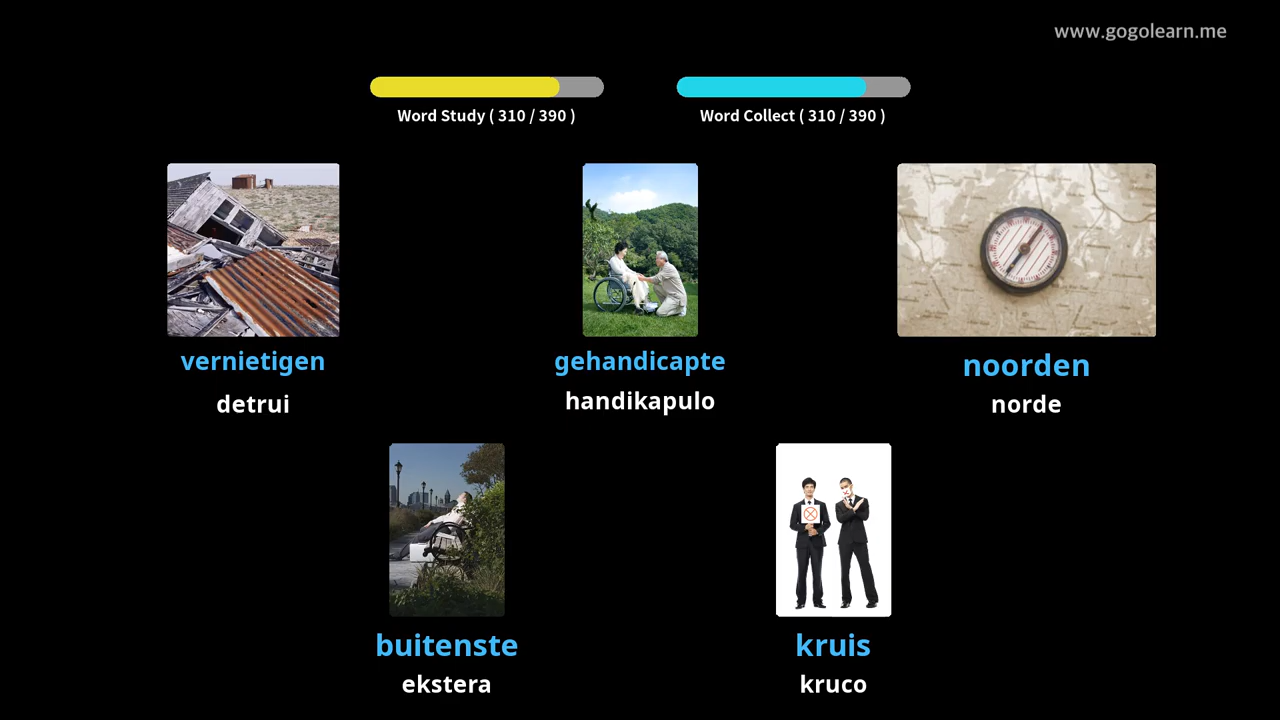 www.gogolearn.me
Word Study ( 310 / 390 )
Word Collect ( 310 / 390 )
vernietigen
detrui
gehandicapte
handikapulo
noorden
norde
buitenste
ekstera
kruis
kruco